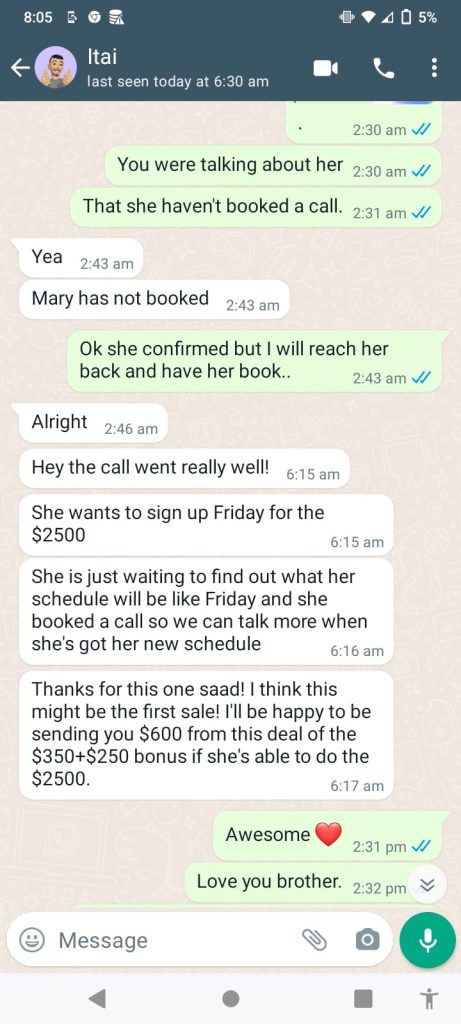 8:05
5%
Itai
last seen today at 6:30 am
.
2:30 am
You were talking about her 2:30 am
That she haven't booked a call. 2:31 am
Yea 2:43 am
Mary has not booked 2:43 am
Ok she confirmed but I will reach her
back and have her book..
2:43 am
Alright 2:46 am
Hey the call went really well! 6:15 am
She wants to sign up Friday for the
$2500
6:15 am
She is just waiting to find out what her
schedule will be like Friday and she
booked a call so we can talk more when
she's got her new schedule
6:16 am
Thanks for this one saad! I think this
might be the first sale! I'll be happy to be
sending you $600 from this deal of the
$350+$250 bonus if she's able to do the
$2500.
6:17 am
Awesome ❤️ 2:31 pm
Love you brother. 2:32 pm
Message